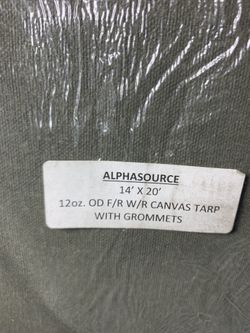 ALPHASOURCE
14' X 20'
12oz. OD F/R W/R CANVAS TARP
WITH GROMMETS